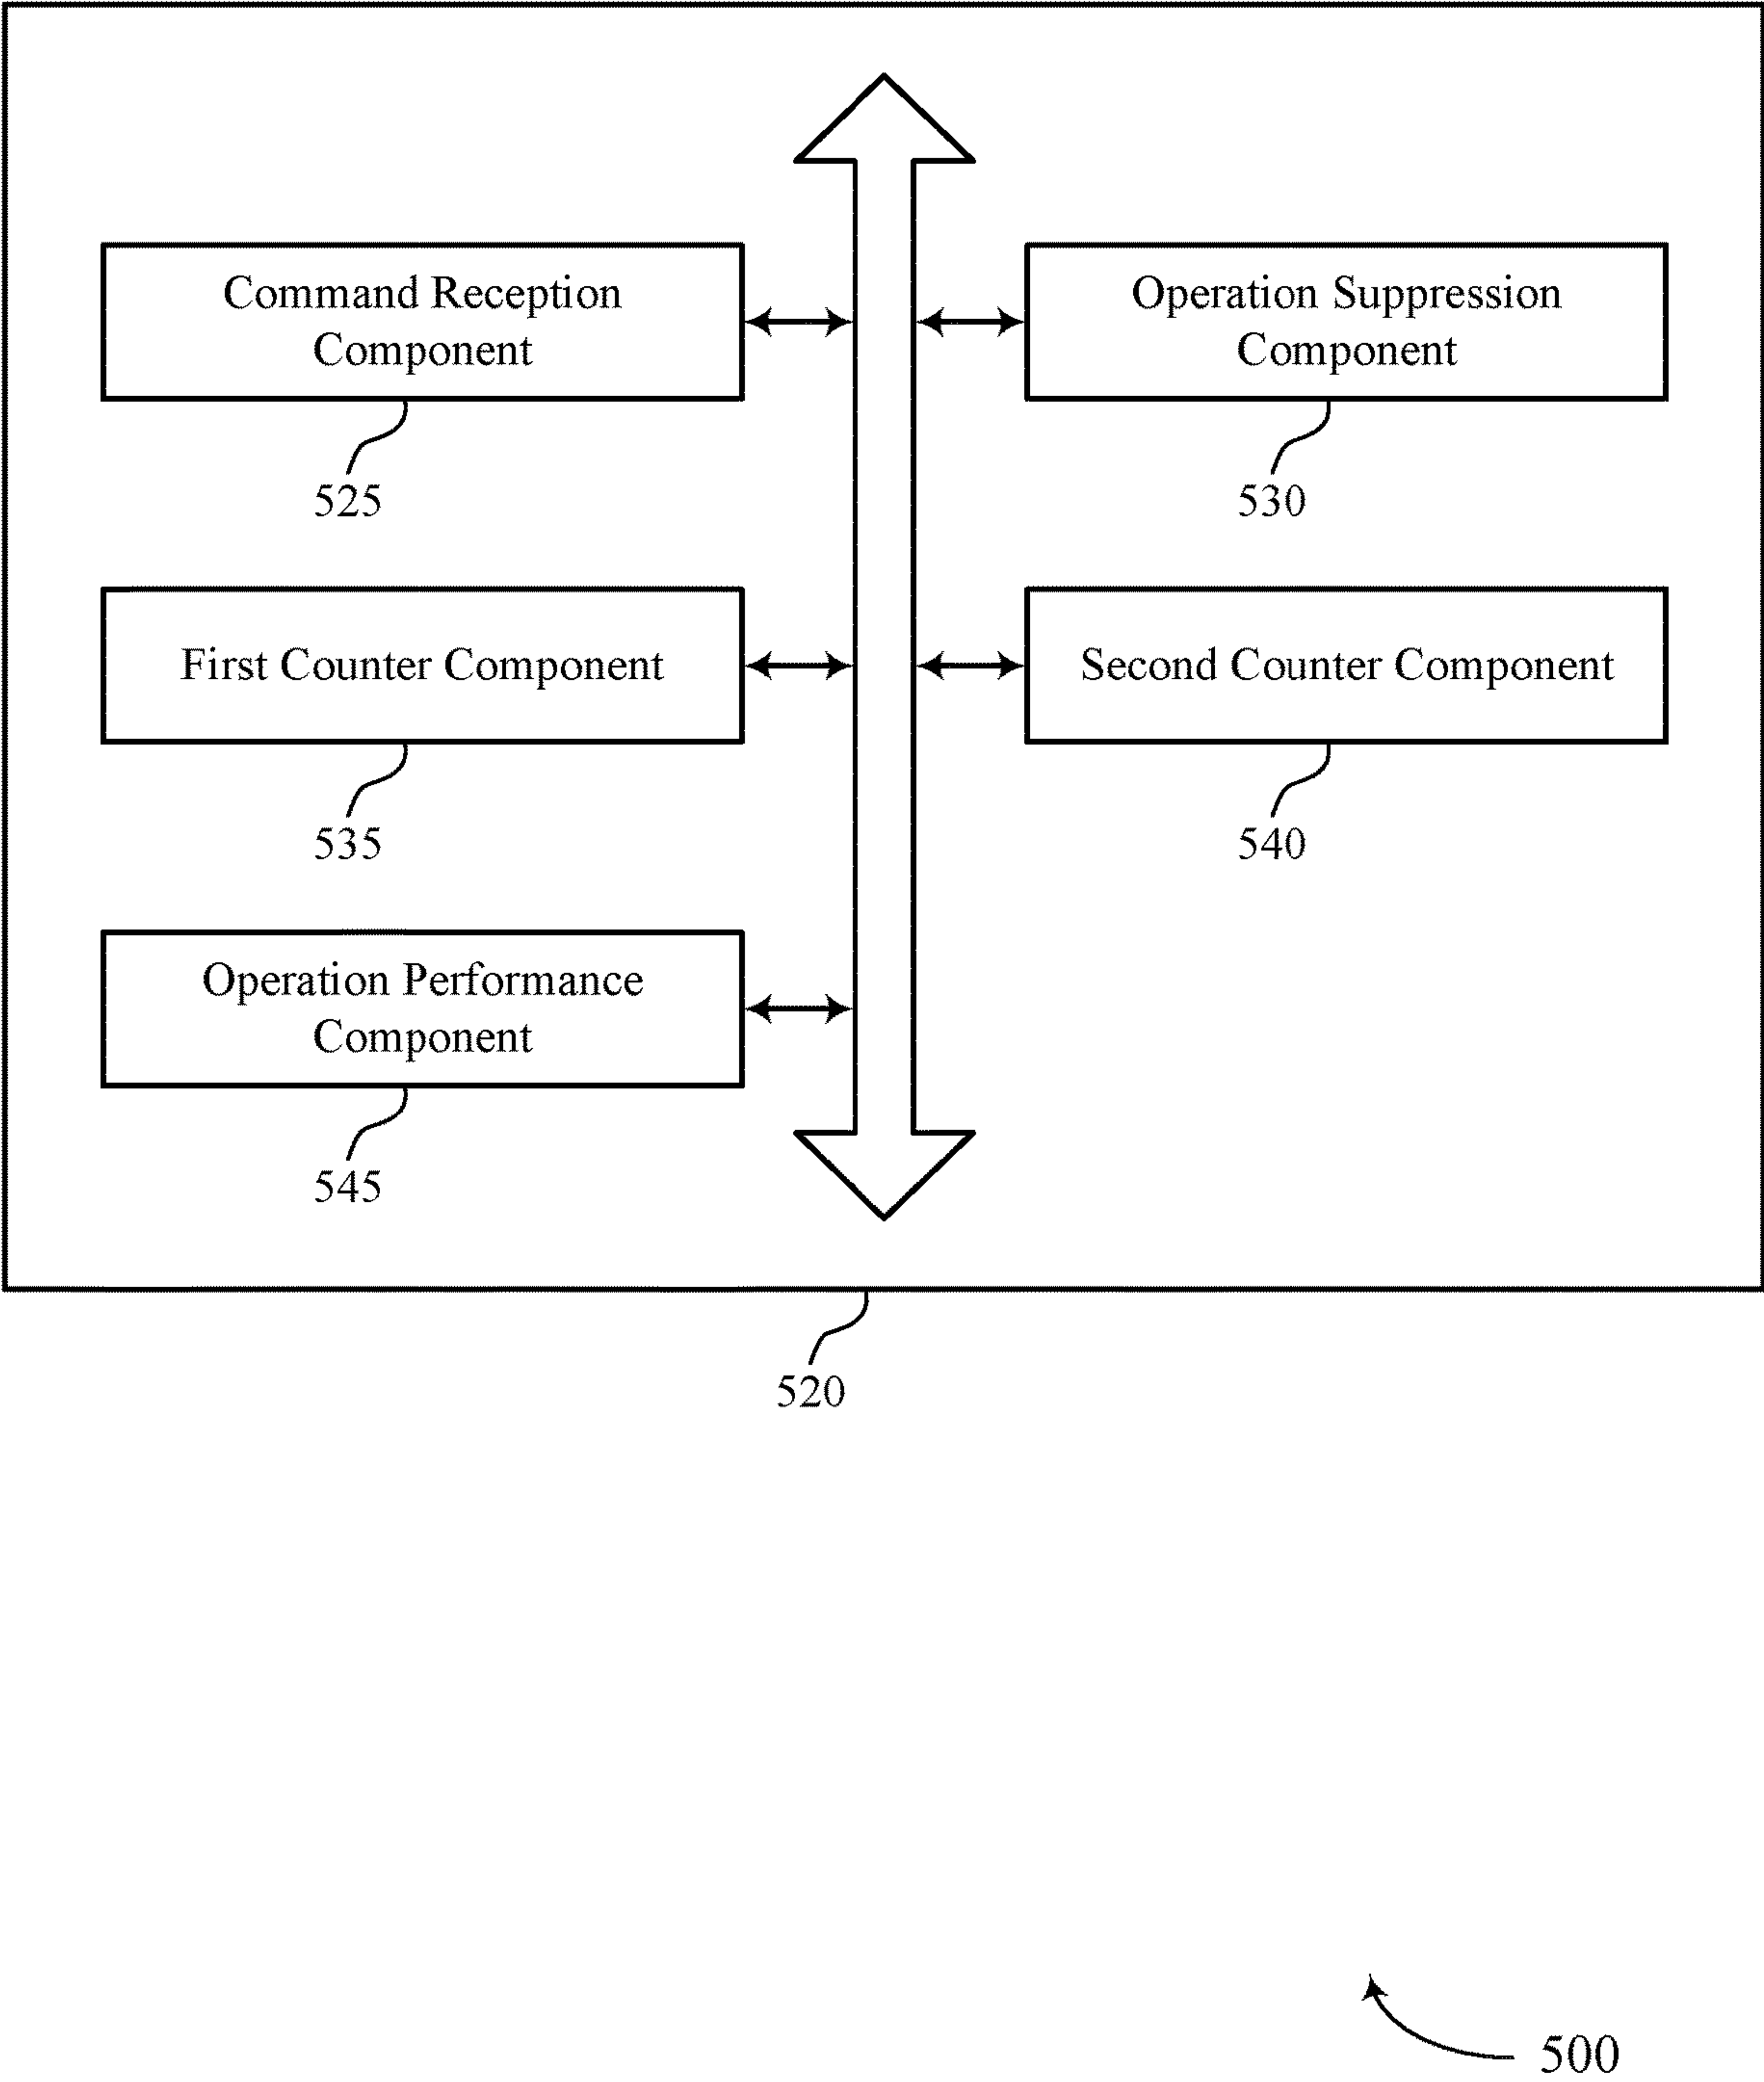 Command Reception
Component
525
Operation Suppression
Component
530
First Counter Component
535
Second Counter Component
540
Operation Performance
Component
545
520
500